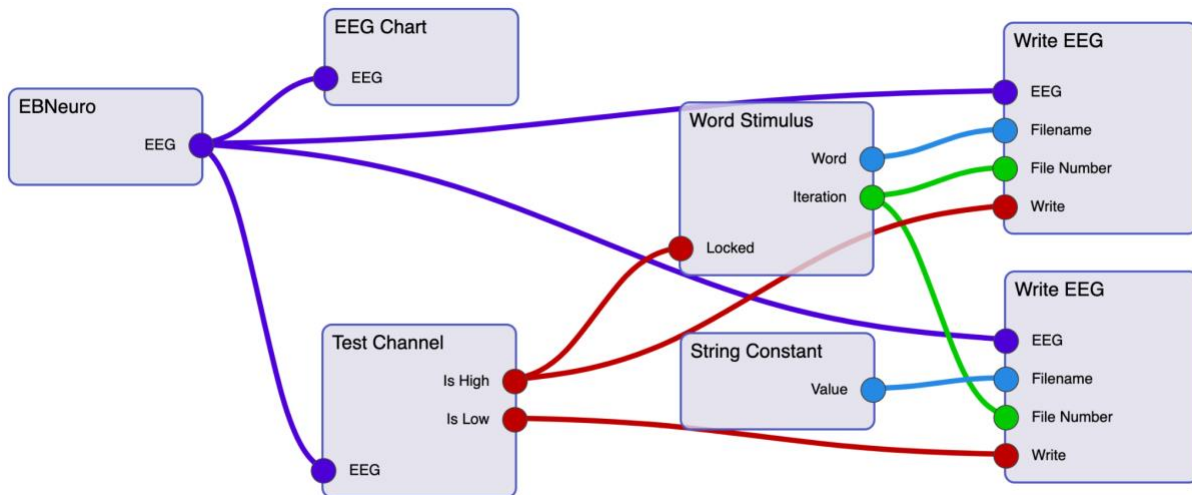 EBNeuro
EEG
EEG Chart
EEG
Word Stimulus
Word
Iteration
Locked
Write EEG
EEG
Filename
File Number
Write
Test Channel
Is High
Is Low
EEG
String Constant
Value
Write EEG
EEG
Filename
File Number
Write